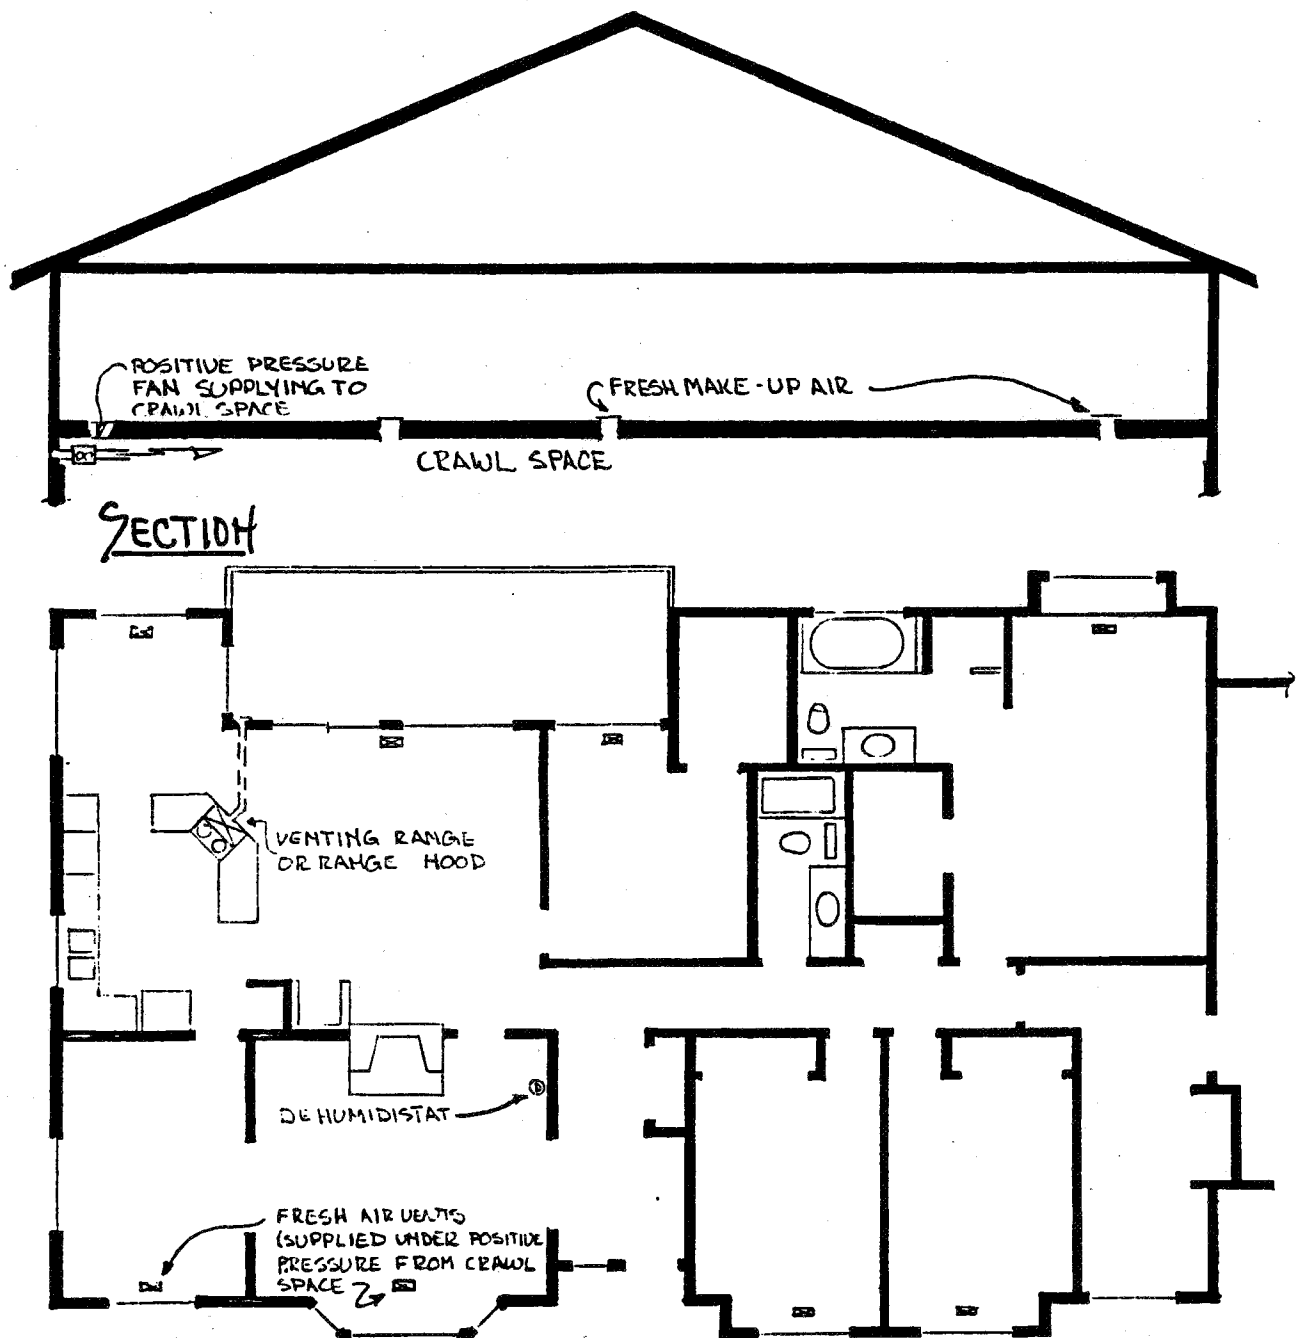 POSITIVE PRESSURE
FAN SUPPLYING TO
CRAWL SPACE
FRESH MAKE-UP AIR
CRAWL SPACE
SECTION
VENTING RANGE
OR RANGE HOOD
DEHUMIDISTAT
D
FRESH AIR VENTS
(SUPPLIED UNDER POSITIVE
PRESSURE FROM CRAWL
SPACE